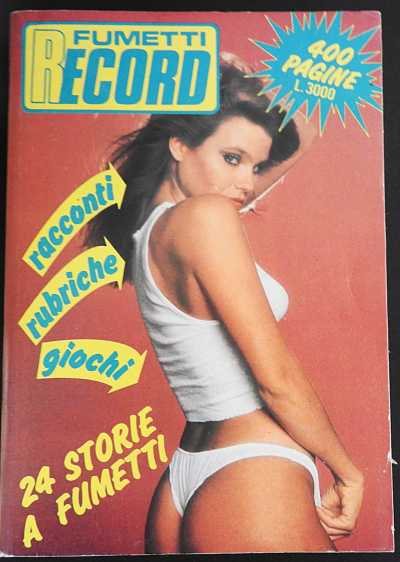 FUMETTI
RECORD
400
PAGINE
L. 3000
racconti
rubriche
giochi
24 STORIE
A FUMETTI